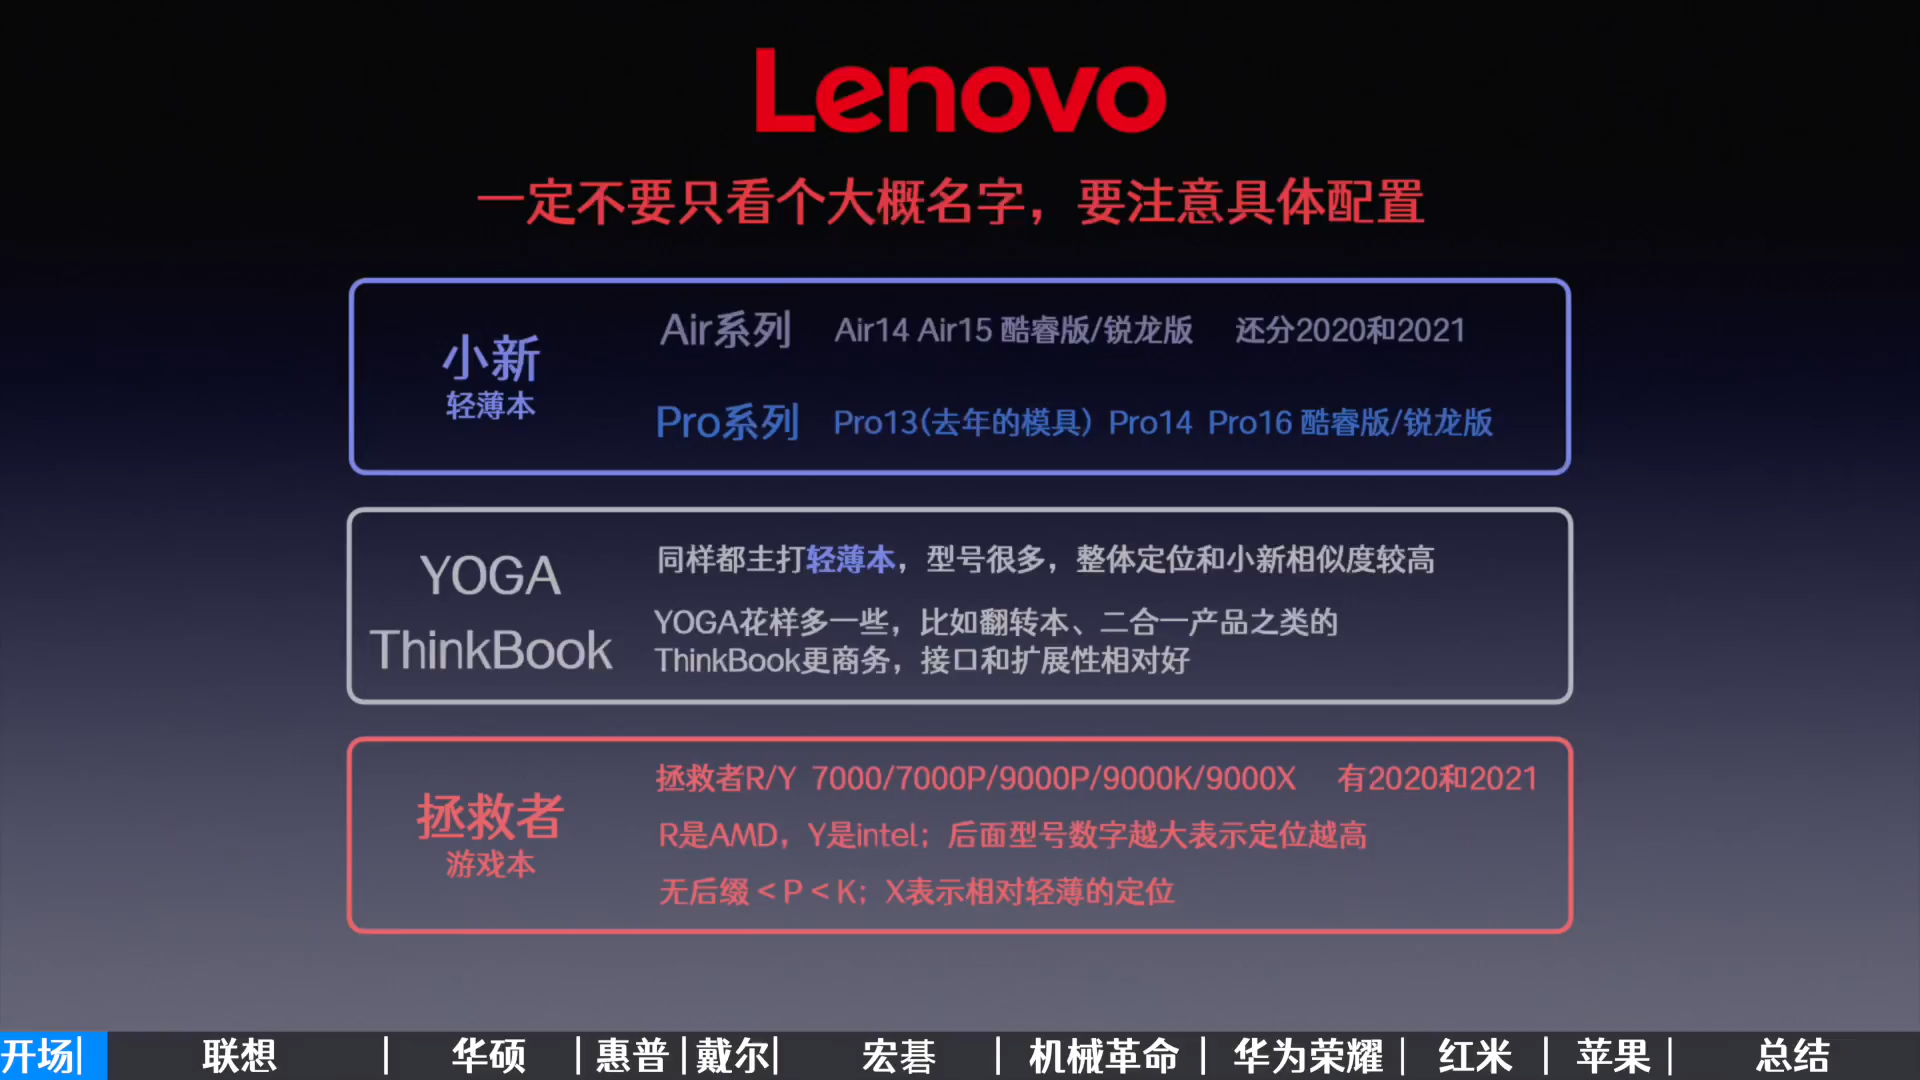 Lenovo
一定不要只看个大概名字，要注意具体配置
小新
轻薄本
Air系列 Air14 Air15 酷睿版/锐龙版 还分2020和2021
Pro系列 Pro13(去年的模具) Pro14 Pro16 酷睿版/锐龙版
YOGA
ThinkBook
同样都主打轻薄本，型号很多，整体定位和小新相似度较高
YOGA花样多一些，比如翻转本、二合一产品之类的
ThinkBook更商务，接口和扩展性相对好
拯救者
游戏本
拯救者R/Y 7000/7000P/9000P/9000K/9000X 有2020和2021
R是AMD，Y是intel；后面型号数字越大表示定位越高
无后缀 < P < K；X表示相对轻薄的定位
开场| 联想 | 华硕 | 惠普 | 戴尔| 宏碁 | 机械革命 | 华为荣耀 | 红米 | 苹果 | 总结